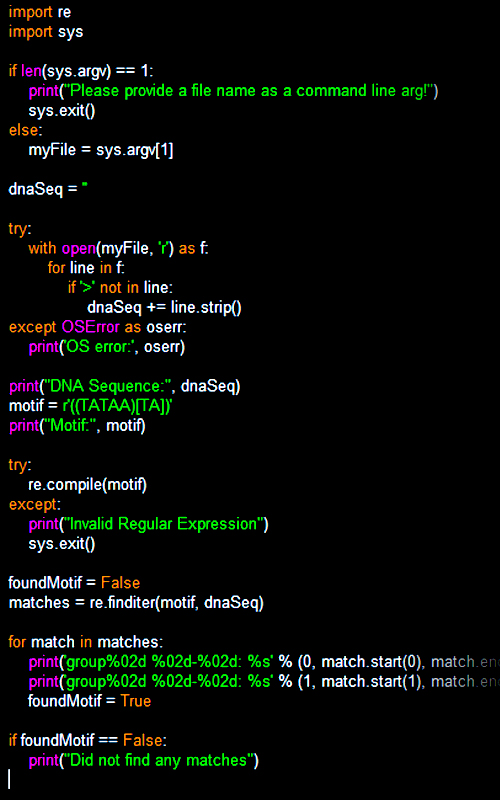 import re
import sys

if len(sys.argv) == 1:
    print("Please provide a file name as a command line arg!")
    sys.exit()
else:
    myFile = sys.argv[1]

dnaSeq = ''

try:
    with open(myFile, 'r') as f:
        for line in f:
            if '>' not in line:
                dnaSeq += line.strip()
except OSError as oserr:
    print('OS error:', oserr)

print("DNA Sequence:", dnaSeq)
motif = r'((TATAA)[TA])'
print("Motif:", motif)

try:
    re.compile(motif)
except:
    print("Invalid Regular Expression")
    sys.exit()

foundMotif = False
matches = re.finditer(motif, dnaSeq)

for match in matches:
    print('group%02d %02d-%02d: %s' % (0, match.start(0), match.en
    print('group%02d %02d-%02d: %s' % (1, match.start(1), match.en
    foundMotif = True

if foundMotif == False:
    print("Did not find any matches")